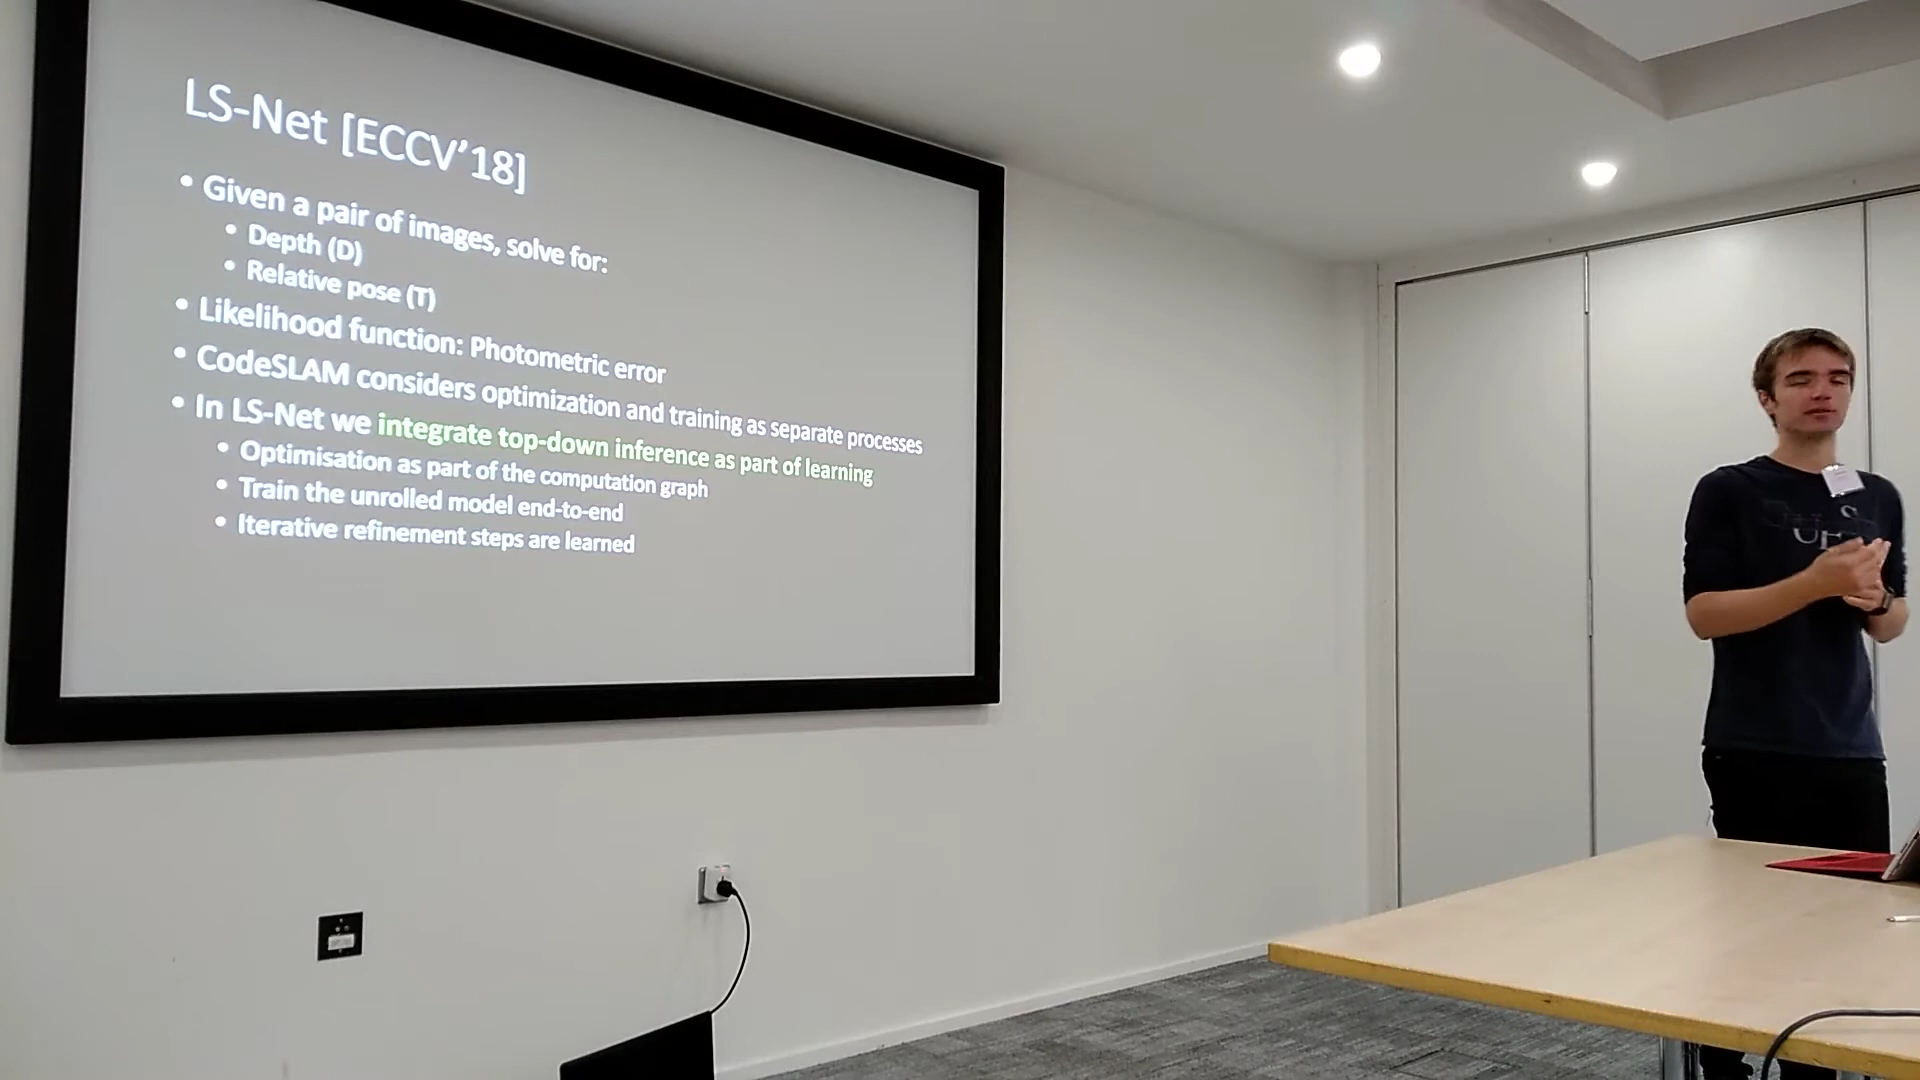 LS-Net [ECCV'18]
• Given a pair of images, solve for:
• Depth (D)
• Relative pose (T)
• Likelihood function: Photometric error
• CodeSLAM considers optimization and training as separate processes
• In LS-Net we integrate top-down inference as part of learning
• Optimisation as part of the computation graph
• Train the unrolled model end-to-end
• Iterative refinement steps are learned